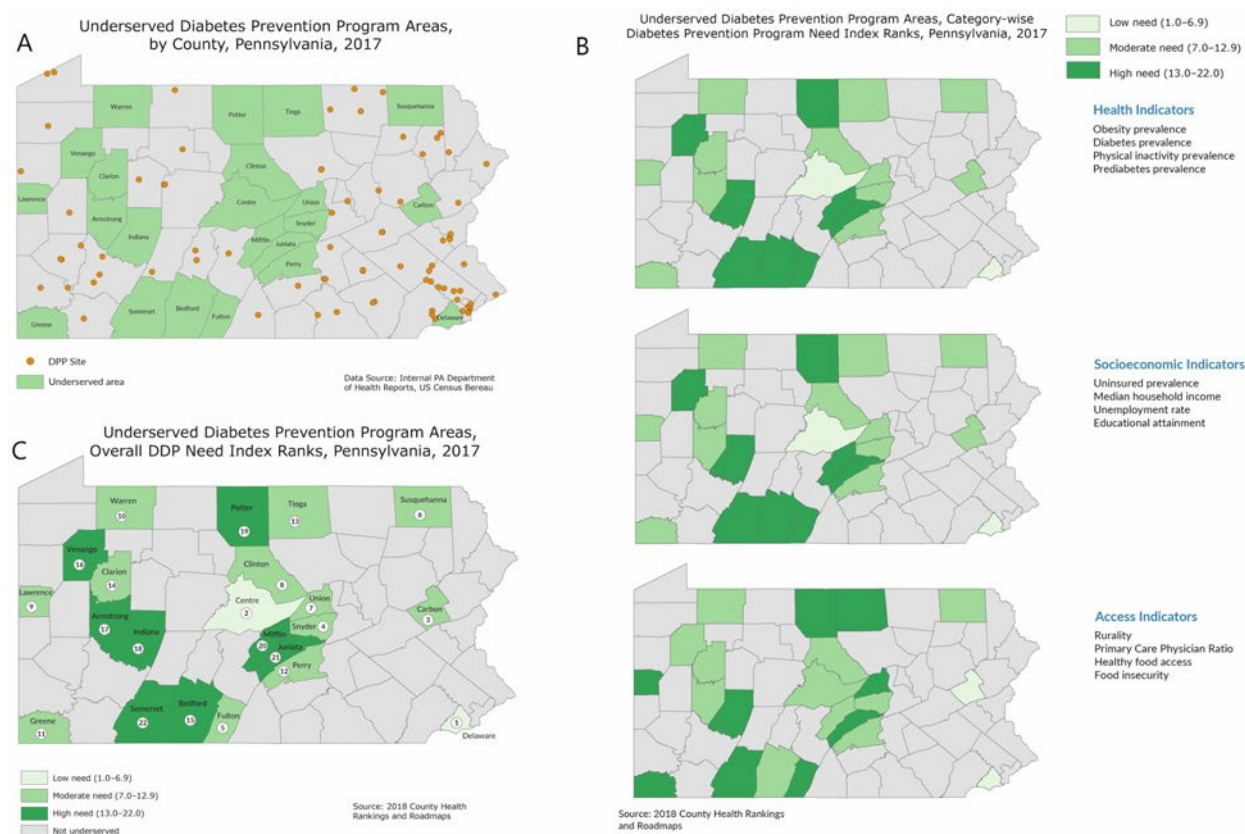 A
Underserved Diabetes Prevention Program Areas,
by County, Pennsylvania, 2017
Warren
Potter
Tioga
Susquehanna
Venango
Clarion
Clinton
Lawrence
Centre
Union
Carbon
Armstrong
Snyder
Indiana
Mifflin
Juniata
Perry
Somerset
Bedford
Fulton
Greene
Delaware
DPP Site
Underserved area
Data Source: Internal PA Department
of Health Reports, US Census Bereau
C
Underserved Diabetes Prevention Program Areas,
Overall DDP Need Index Ranks, Pennsylvania, 2017
Warren
10
Potter
19
Tioga
13
Susquehanna
6
Venango
16
Clarion
14
Clinton
8
Lawrence
9
Centre
2
Union
7
Carbon
3
Armstrong
17
Snyder
4
Indiana
18
Mifflin
20
Juniata
21
Perry
12
Somerset
22
Bedford
15
Fulton
5
Greene
11
1
Delaware
Low need (1.0–6.9)
Moderate need (7.0–12.9)
High need (13.0–22.0)
Not underserved
Source: 2018 County Health
Rankings and Roadmaps
B
Underserved Diabetes Prevention Program Areas, Category-wise
Diabetes Prevention Program Need Index Ranks, Pennsylvania, 2017
Low need (1.0–6.9)
Moderate need (7.0–12.9)
High need (13.0–22.0)
Health Indicators
Obesity prevalence
Diabetes prevalence
Physical inactivity prevalence
Prediabetes prevalence
Socioeconomic Indicators
Uninsured prevalence
Median household income
Unemployment rate
Educational attainment
Access Indicators
Rurality
Primary Care Physician Ratio
Healthy food access
Food insecurity
Source: 2018 County Health Rankings
and Roadmaps